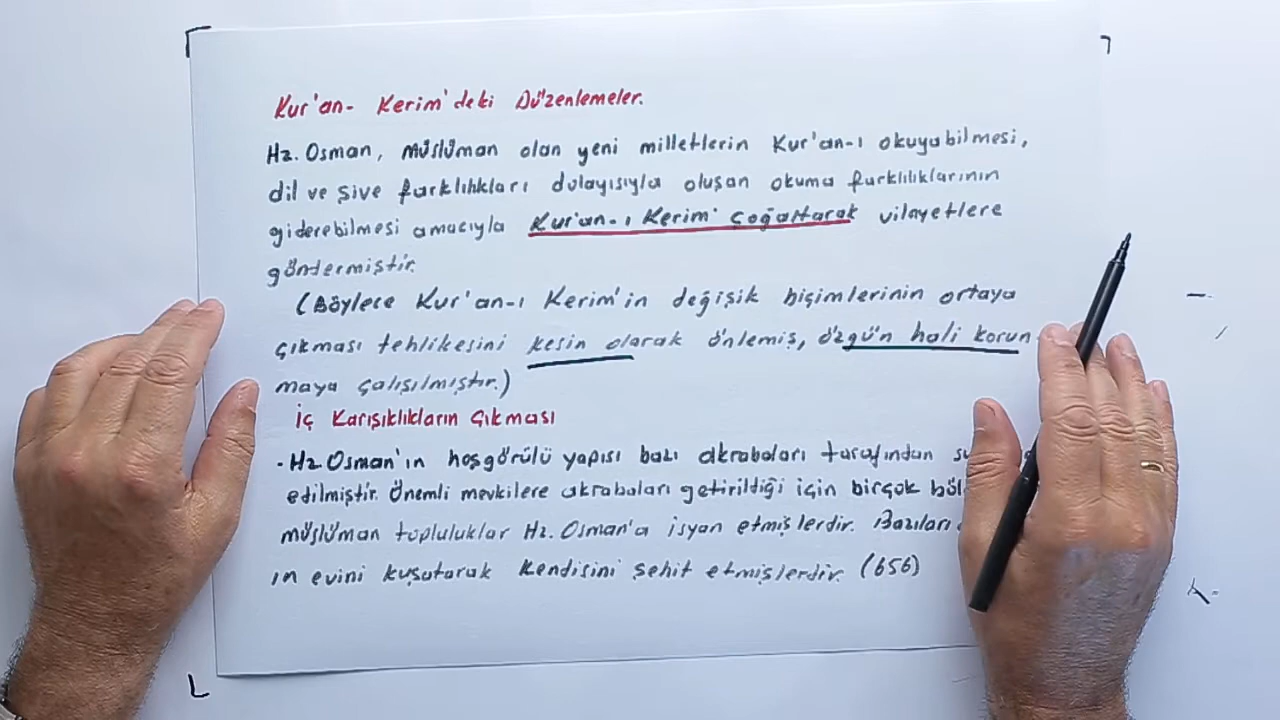 Kur'an- Kerim'deki Düzenlemeler.
Hz. Osman, müslüman olan yeni milletlerin Kur'an-ı okuyabilmesi,
dil ve şive farklılıkları dolayısıyla oluşan okuma farklılıklarının
giderebilmesi amacıyla Kur'an-ı Kerim' çoğaltarak vilayetlere
göndermiştir.
(Böylece Kur'an-ı Kerim'in değişik biçimlerinin ortaya
çıkması tehlikesini kesin olarak önlemiş, özgün hali korun
maya çalışılmıştır.)
İç Karışıklıkların Çıkması
• Hz Osman'ın hoşgörülü yapısı bazı akrabaları tarafından
edilmiştir. Önemli mevkilere akrabaları getirildiği için birçok
müslüman topluluklar Hz. Osman'a isyan etmişlerdir. Bazıları
ın evini kuşatarak kendisini şehit etmişlerdir. (656)